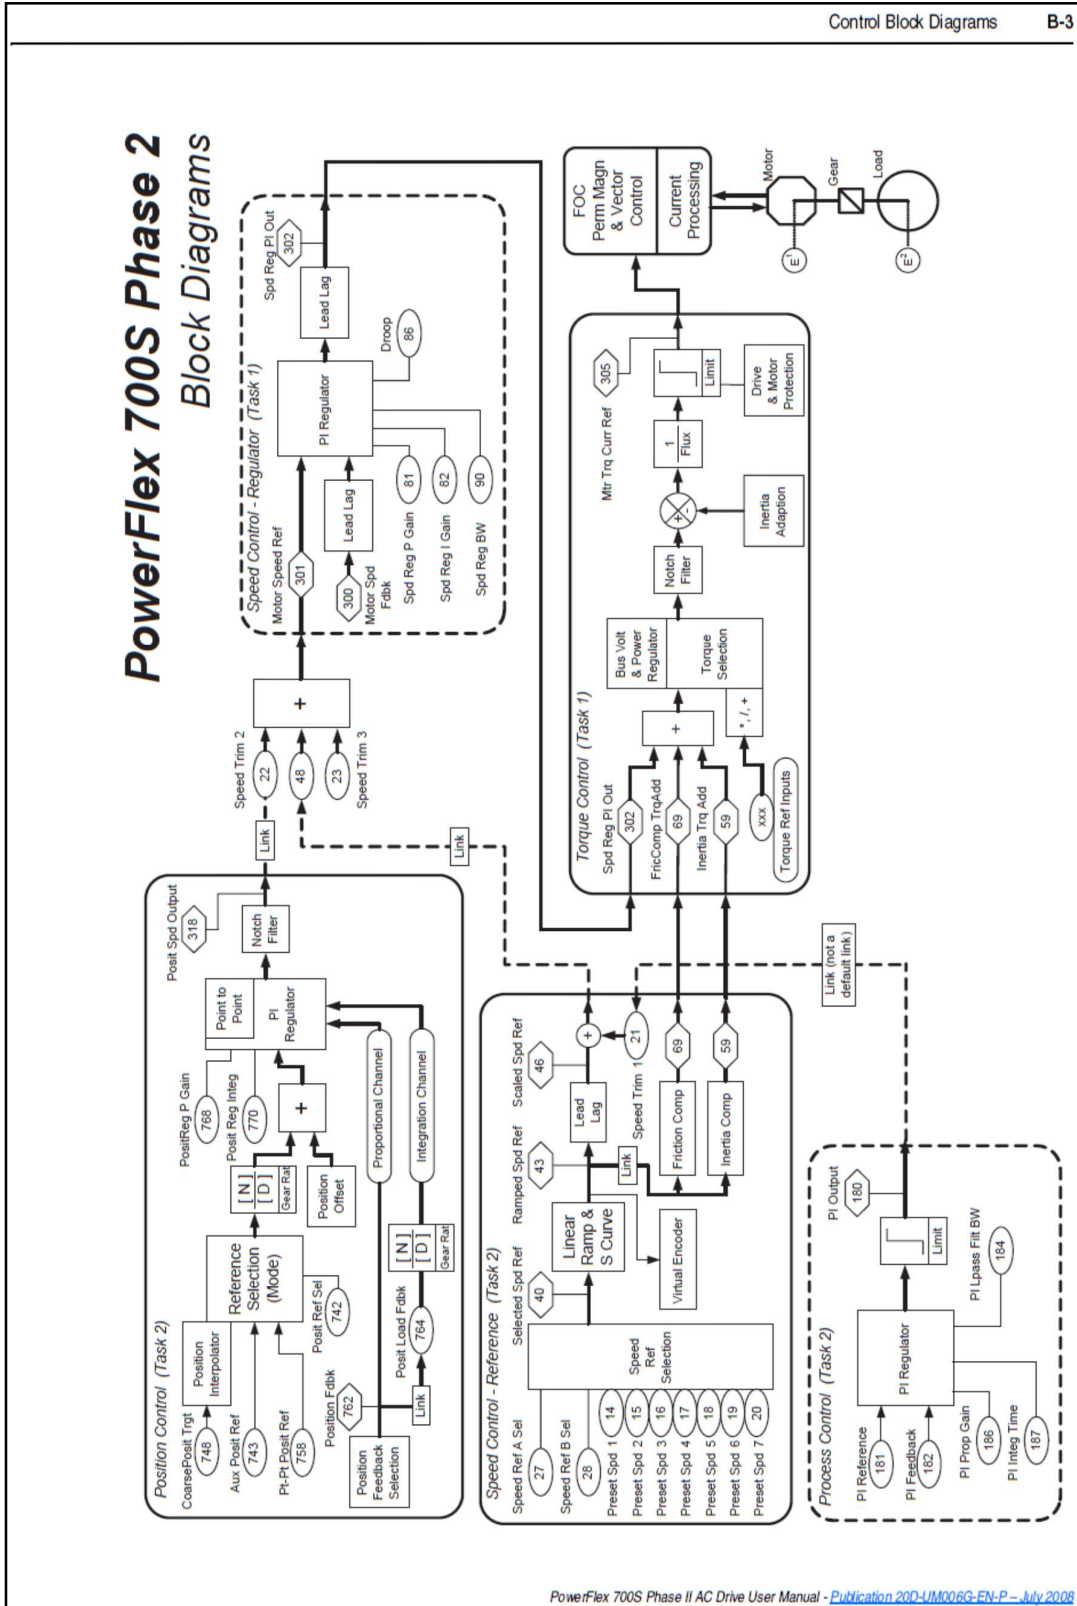 Control Block Diagrams B-3
PowerFlex 700S Phase 2
Block Diagrams
Position Control (Task 2)
CoarsePosit Trgt
748
Position
Interpolator
Aux Posit Ref
743
Pt-Pt Posit Ref
758
Reference
Selection
(Mode)
Posit Ref Sel
742
[ N ]
[ D ]
Gear Rat
Position
Offset
+
PositReg P Gain
768
Posit Reg Integ
770
Point to
Point
PI
Regulator
Notch
Filter
Posit Spd Output
318
Position Fdbk
762
Position
Feedback
Selection
Link
Posit Load Fdbk
764
[ N ]
[ D ]
Gear Rat
Proportional Channel
Integration Channel
Link
Speed Trim 2
22
48
23
Speed Trim 3
+
Link
Speed Control - Regulator (Task 1)
Motor Speed Ref
301
300
Motor Spd
Fdbk
Lead Lag
PI Regulator
Spd Reg P Gain
81
Spd Reg I Gain
82
Spd Reg BW
90
Droop
86
Lead Lag
Spd Reg PI Out
302
Speed Control - Reference (Task 2)
Speed Ref A Sel
27
Speed Ref B Sel
28
Preset Spd 1
14
Preset Spd 2
15
Preset Spd 3
16
Preset Spd 4
17
Preset Spd 5
18
Preset Spd 6
19
Preset Spd 7
20
Speed
Ref
Selection
Selected Spd Ref
40
Linear
Ramp &
S Curve
Virtual Encoder
Ramped Spd Ref
43
Link
Lead
Lag
Scaled Spd Ref
46
+
Speed Trim 1
21
Friction Comp
69
Inertia Comp
59
Torque Control (Task 1)
Spd Reg PI Out
302
FricComp TrqAdd
69
Inertia Trq Add
59
xxx
Torque Ref Inputs
+
*, /, +
Bus Volt
& Power
Regulator
Torque
Selection
Notch
Filter
+
-
Inertia
Adaption
1
Flux
Mtr Trq Curr Ref
305
Limit
Drive
& Motor
Protection
FOC
Perm Magn
& Vector
Control
Current
Processing
Motor
Gear
Load
E1
E2
Process Control (Task 2)
PI Reference
181
PI Feedback
182
PI Prop Gain
186
PI Integ Time
187
PI Regulator
PI Lpass Filt BW
184
Limit
PI Output
180
Link (not a
default link)
PowerFlex 700S Phase II AC Drive User Manual - Publication 20D-UM006G-EN-P – July 2008